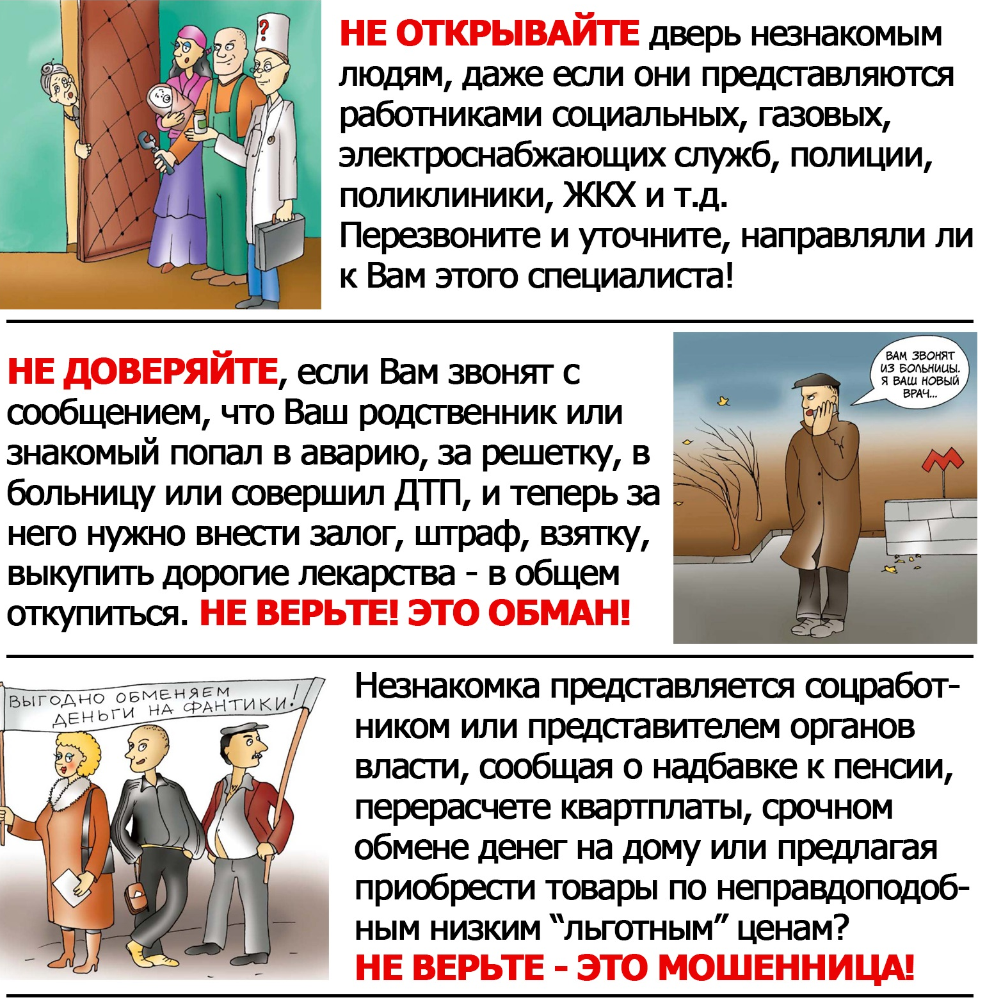 ?
НЕ ОТКРЫВАЙТЕ дверь незнакомым
людям, даже если они представляются
работниками социальных, газовых,
электроснабжающих служб, полиции,
поликлиники, ЖКХ и т.д.
Перезвоните и уточните, направляли ли
к Вам этого специалиста!
НЕ ДОВЕРЯЙТЕ, если Вам звонят с
сообщением, что Ваш родственник или
знакомый попал в аварию, за решетку, в
больницу или совершил ДТП, и теперь за
него нужно внести залог, штраф, взятку,
выкупить дорогие лекарства - в общем
откупиться. НЕ ВЕРЬТЕ! ЭТО ОБМАН!
ВАМ ЗВОНЯТ
ИЗ БОЛЬНИЦЫ.
Я ВАШ НОВЫЙ
ВРАЧ...
М
ВЫГОДНО ОБМЕНЯЕМ
ДЕНЬГИ НА ФАНТИКИ!
Незнакомка представляется соцработ-
ником или представителем органов
власти, сообщая о надбавке к пенсии,
перерасчете квартплаты, срочном
обмене денег на дому или предлагая
приобрести товары по неправдоподоб-
ным низким “льготным” ценам?
НЕ ВЕРЬТЕ - ЭТО МОШЕННИЦА!